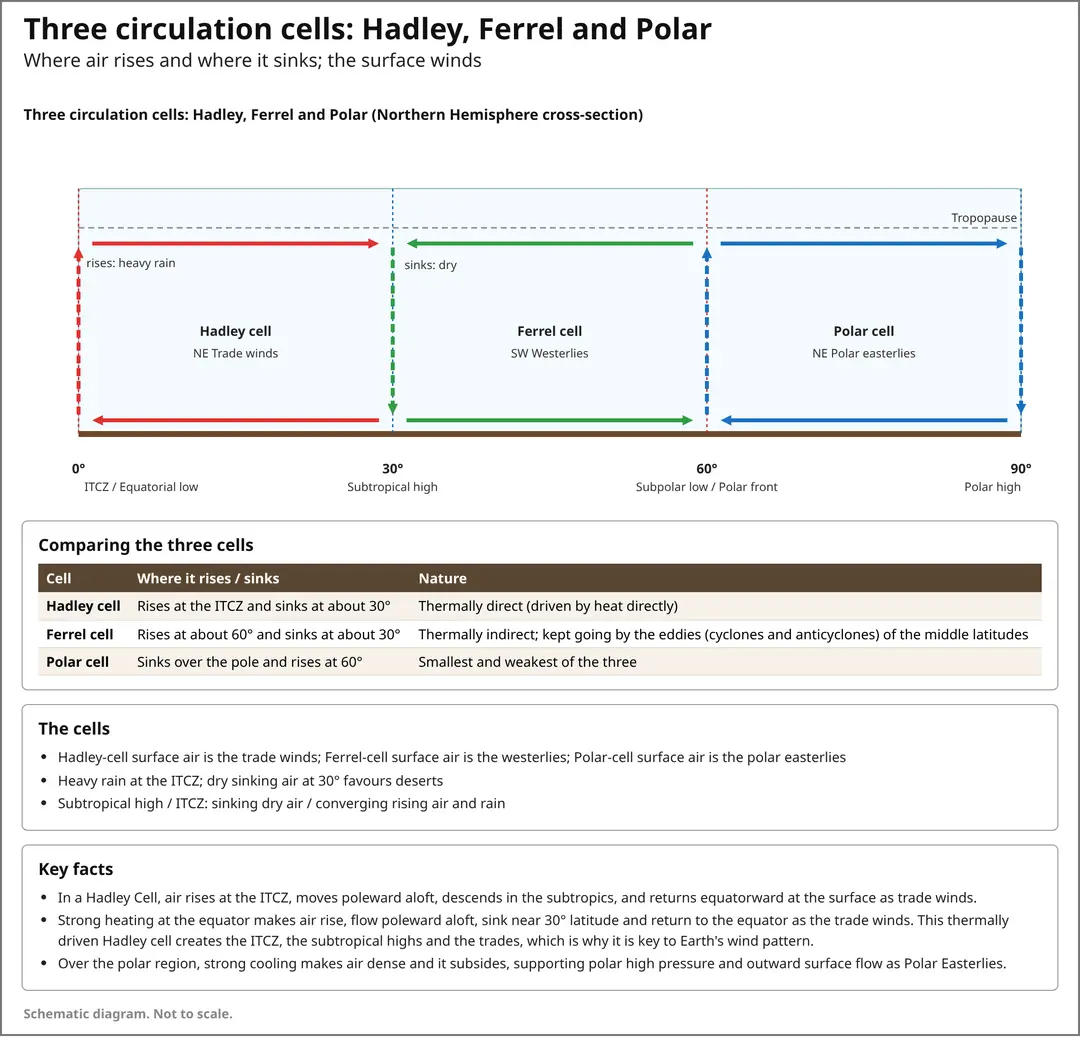 Three circulation cells: Hadley, Ferrel and Polar
Where air rises and where it sinks; the surface winds
Three circulation cells: Hadley, Ferrel and Polar (Northern Hemisphere cross-section)
Tropopause
rises: heavy rain
sinks: dry
Hadley cell
Ferrel cell
Polar cell
NE Trade winds
SW Westerlies
NE Polar easterlies
0°
30°
60°
90°
ITCZ / Equatorial low
Subtropical high
Subpolar low / Polar front
Polar high
Comparing the three cells
Cell Where it rises / sinks Nature
Hadley cell Rises at the ITCZ and sinks at about 30° Thermally direct (driven by heat directly)
Ferrel cell Rises at about 60° and sinks at about 30° Thermally indirect; kept going by the eddies (cyclones and anticyclones) of the middle latitudes
Polar cell Sinks over the pole and rises at 60° Smallest and weakest of the three
The cells
• Hadley-cell surface air is the trade winds; Ferrel-cell surface air is the westerlies; Polar-cell surface air is the polar easterlies
• Heavy rain at the ITCZ; dry sinking air at 30° favours deserts
• Subtropical high / ITCZ: sinking dry air / converging rising air and rain
Key facts
• In a Hadley Cell, air rises at the ITCZ, moves poleward aloft, descends in the subtropics, and returns equatorward at the surface as trade winds.
• Strong heating at the equator makes air rise, flow poleward aloft, sink near 30° latitude and return to the equator as the trade winds. This thermally
driven Hadley cell creates the ITCZ, the subtropical highs and the trades, which is why it is key to Earth's wind pattern.
• Over the polar region, strong cooling makes air dense and it subsides, supporting polar high pressure and outward surface flow as Polar Easterlies.
Schematic diagram. Not to scale.